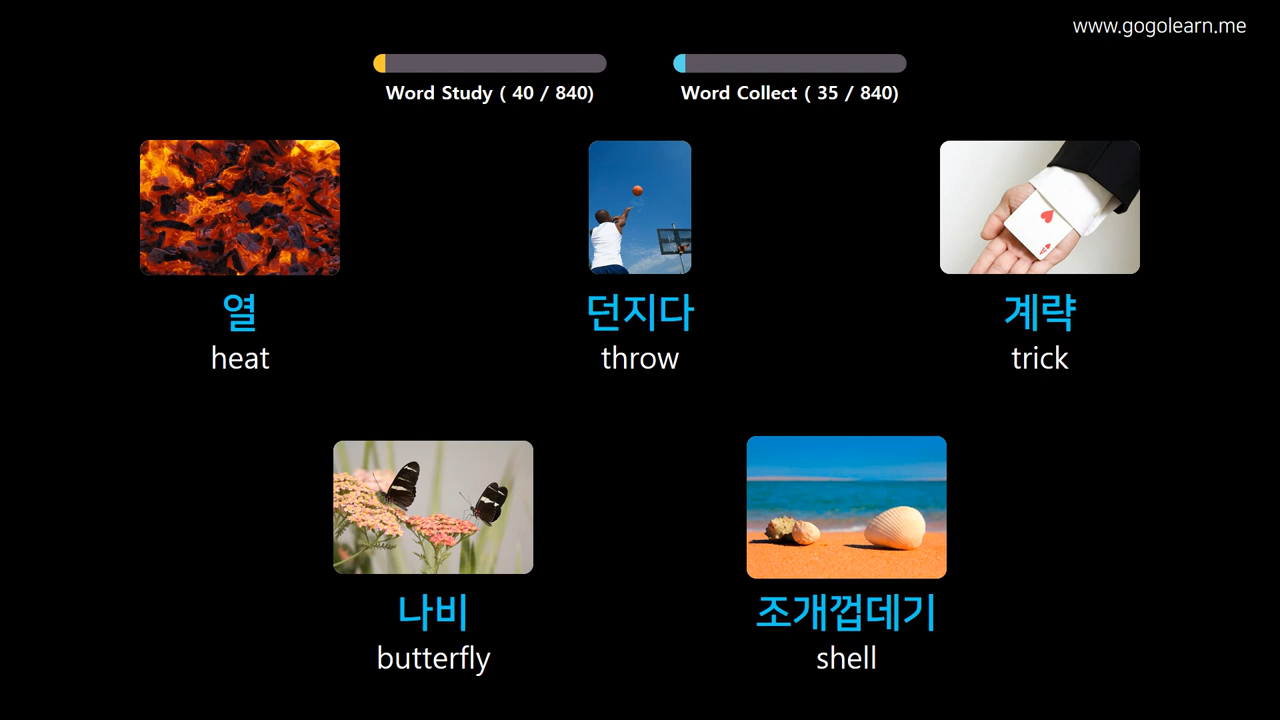 www.gogolearn.me
Word Study ( 40 / 840)
Word Collect ( 35 / 840)
열
heat
던지다
throw
계략
trick
나비
butterfly
조개껍데기
shell